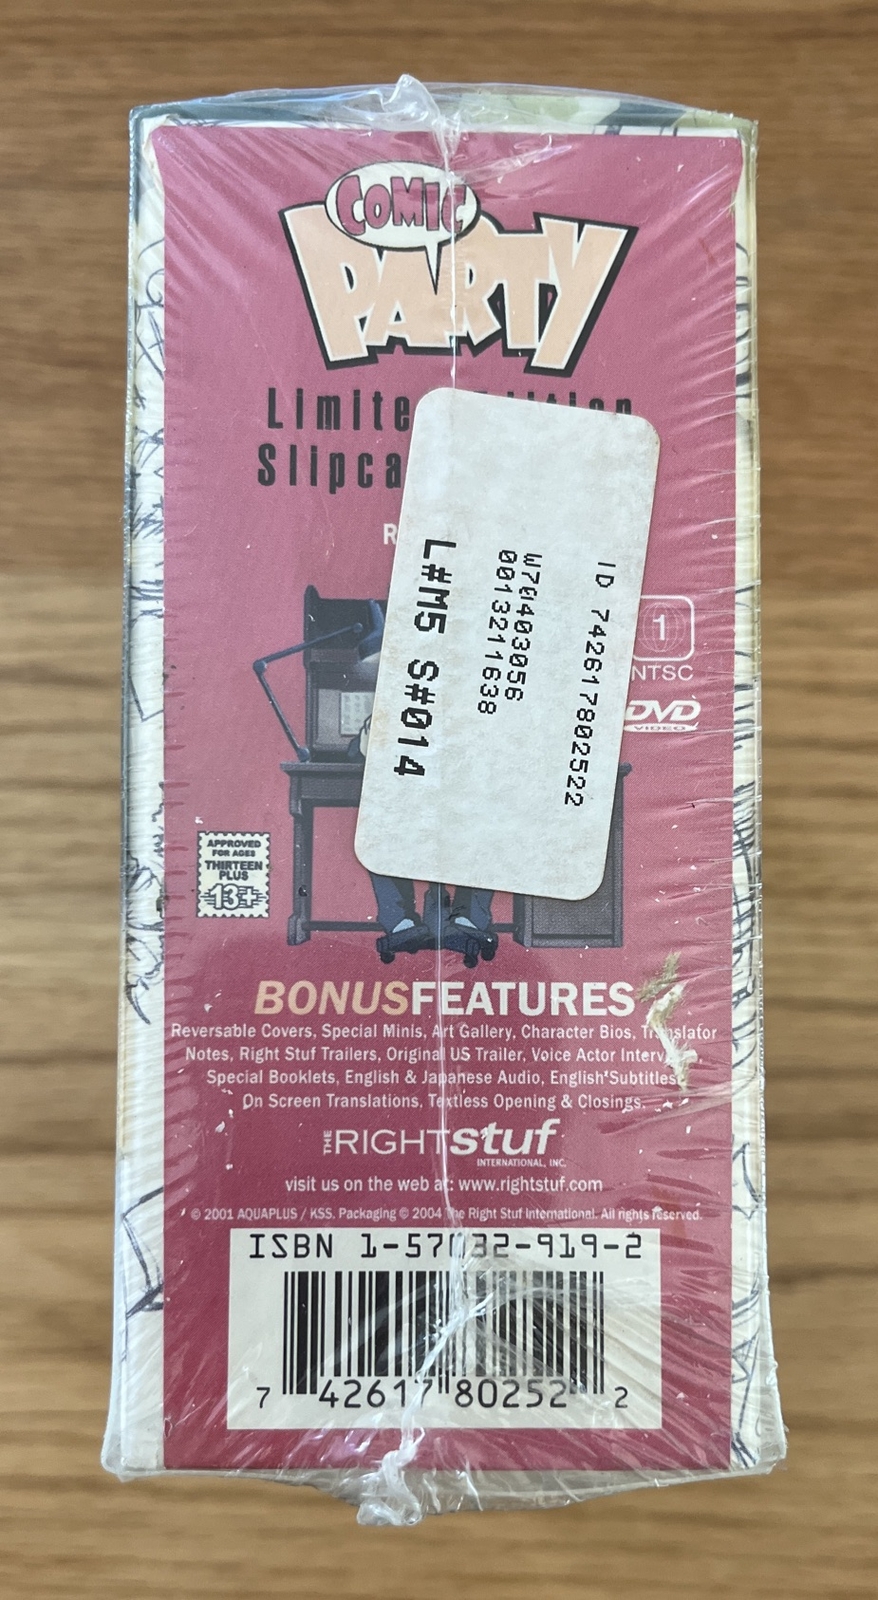 COMIC
PARTY
Limite
Slipca
R
L#M5 S#014
W70403056
0013211638
ID 742617802522
1
NTSC
DVD
VIDEO
APPROVED
FOR AGES
THIRTEEN
PLUS
13+
BONUSFEATURES
Reversable Covers, Special Minis, Art Gallery, Character Bios, Translator
Notes, Right Stuf Trailers, Original US Trailer, Voice Actor
Special Booklets, English & Japanese Audio, English Subtitles,
On Screen Translations, Textless Opening & Closings.
THE RIGHT stuf
INTERNATIONAL, INC.
visit us on the web at: www.rightstuf.com
© 2001 AQUAPLUS / KSS. Packaging © 2004 The Right Stuf International. All rights reserved.
ISBN 1-57032-919-2
7 42617 80252 2